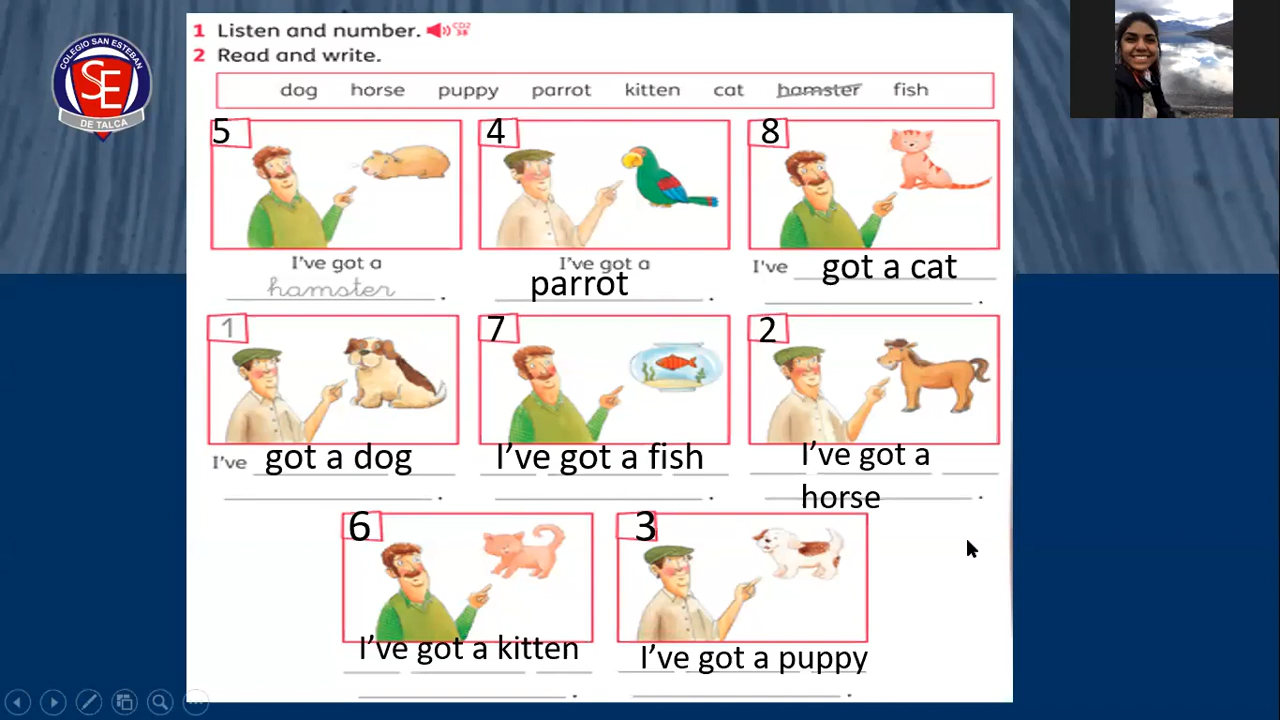 COLEGIO SAN ESTEBAN
SE
DE TALCA
1 Listen and number. CD2 38
2 Read and write.
dog horse puppy parrot kitten cat hamster fish
5
4
8
I've got a
hamster.
I've got a
parrot.
I've got a cat
.
1
7
2
I've got a dog
.
I've got a fish
.
I've got a
horse.
6
3
I've got a kitten
.
I've got a puppy
.